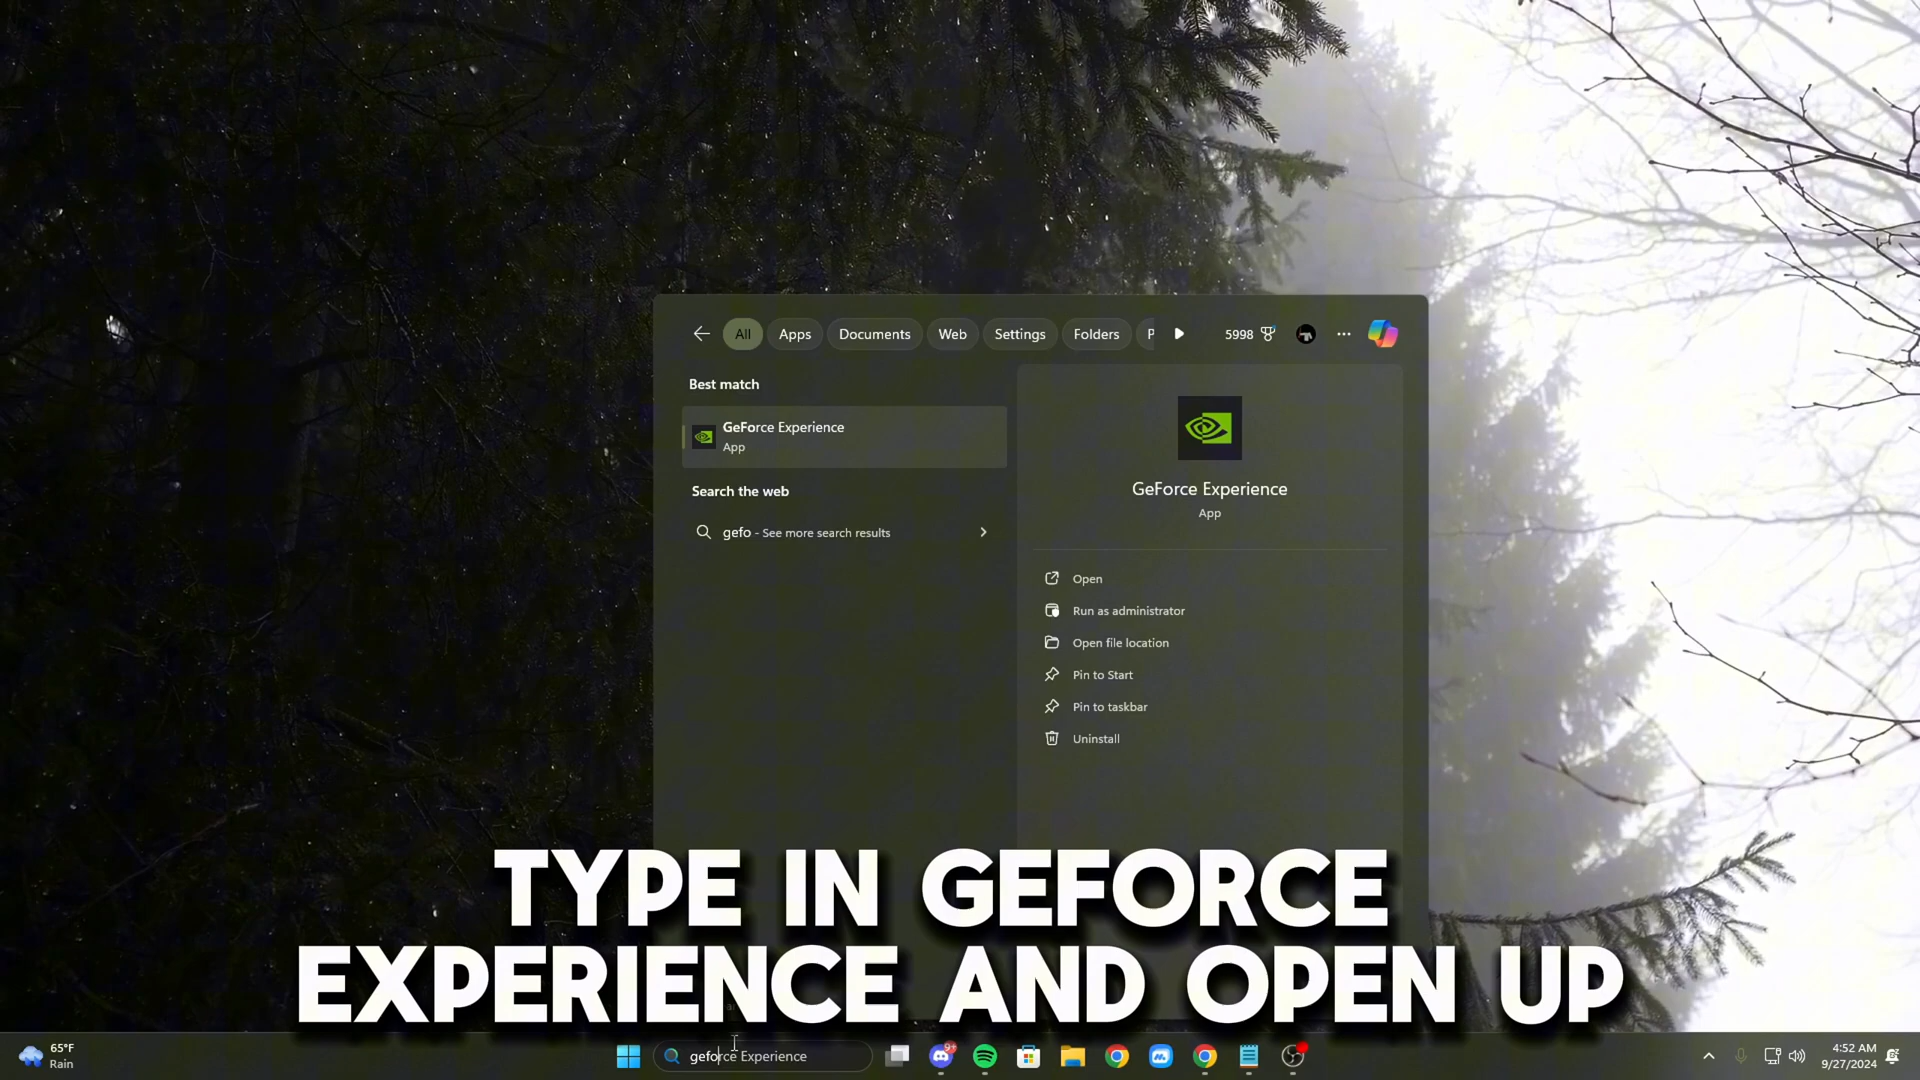 All
Apps
Documents
Web
Settings
Folders
P
5998
Best match
GeForce Experience
App
Search the web
gefo - See more search results
GeForce Experience
App
Open
Run as administrator
Open file location
Pin to Start
Pin to taskbar
Uninstall
TYPE IN GEFORCE
EXPERIENCE AND OPEN UP
65°F
Rain
geforce Experience
9+
4:52 AM
9/27/2024